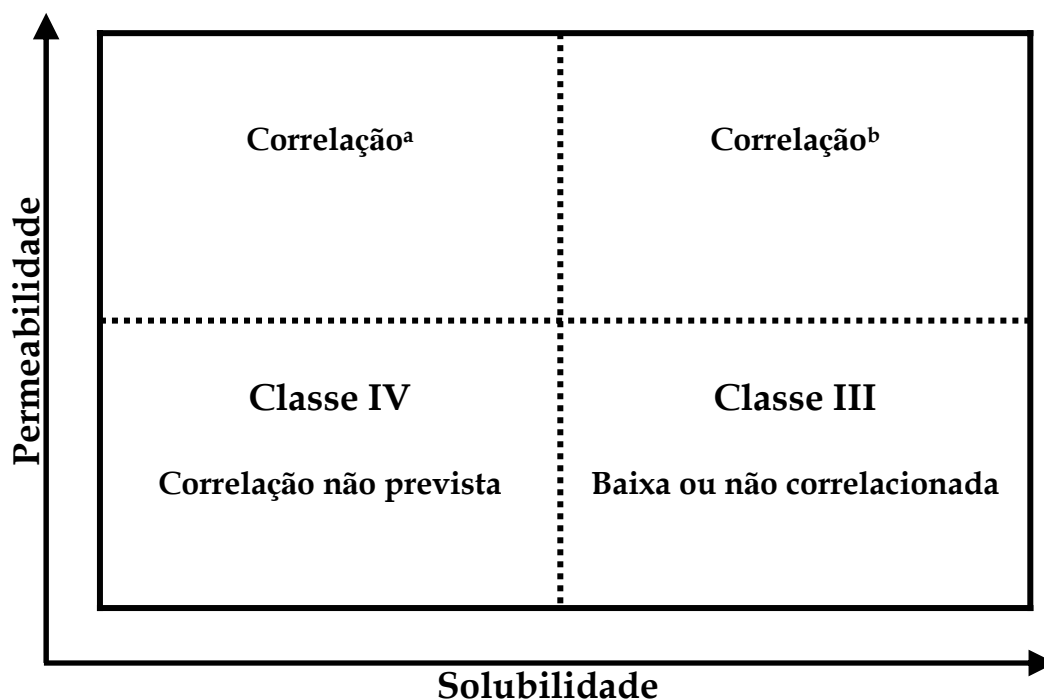 Permeabilidade
Correlaçãoᵃ
Correlaçãoᵇ
Classe IV
Classe III
Correlação não prevista
Baixa ou não correlacionada
Solubilidade